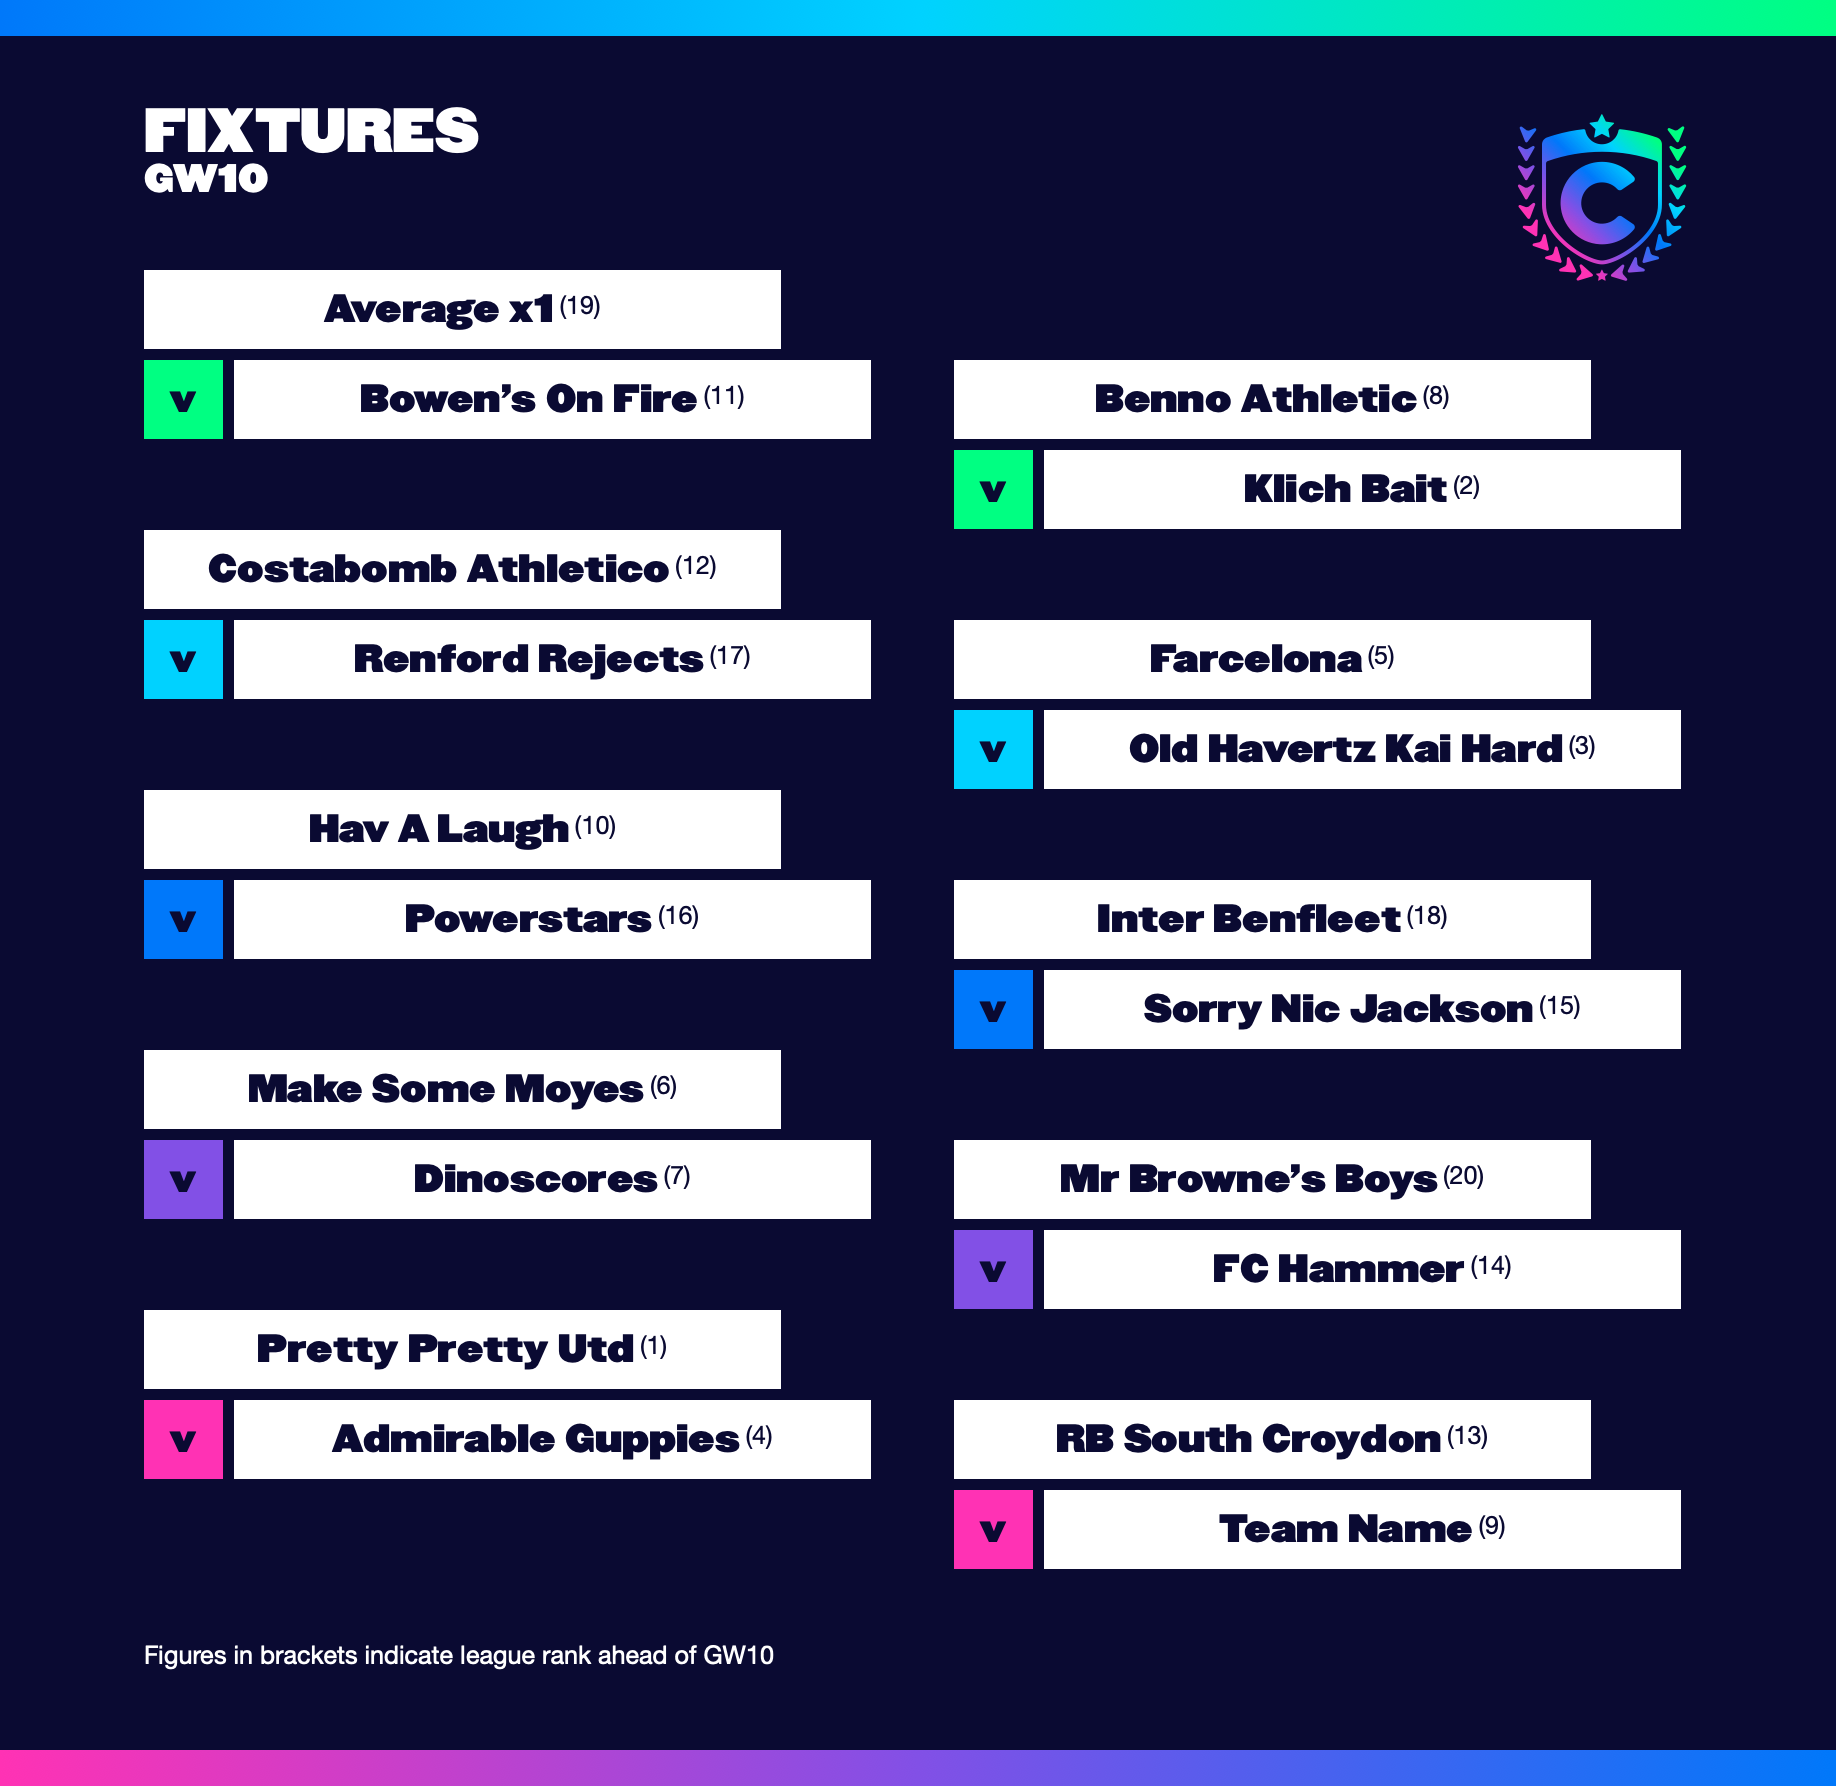 FIXTURES
GW10
Average x1 (19)
v
Bowen's On Fire (11)
Benno Athletic (8)
v
Klich Bait (2)
Costabomb Athletico (12)
v
Renford Rejects (17)
Farcelona (5)
v
Old Havertz Kai Hard (3)
Hav A Laugh (10)
v
Powerstars (16)
Inter Benfleet (18)
v
Sorry Nic Jackson (15)
Make Some Moyes (6)
v
Dinoscores (7)
Mr Browne's Boys (20)
v
FC Hammer (14)
Pretty Pretty Utd (1)
v
Admirable Guppies (4)
RB South Croydon (13)
v
Team Name (9)
Figures in brackets indicate league rank ahead of GW10
C